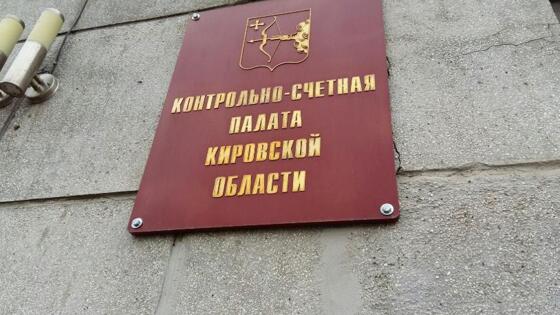 КОНТРОЛЬНО-СЧЕТНАЯ
ПАЛАТА
КИРОВСКОЙ
ОБЛАСТИ